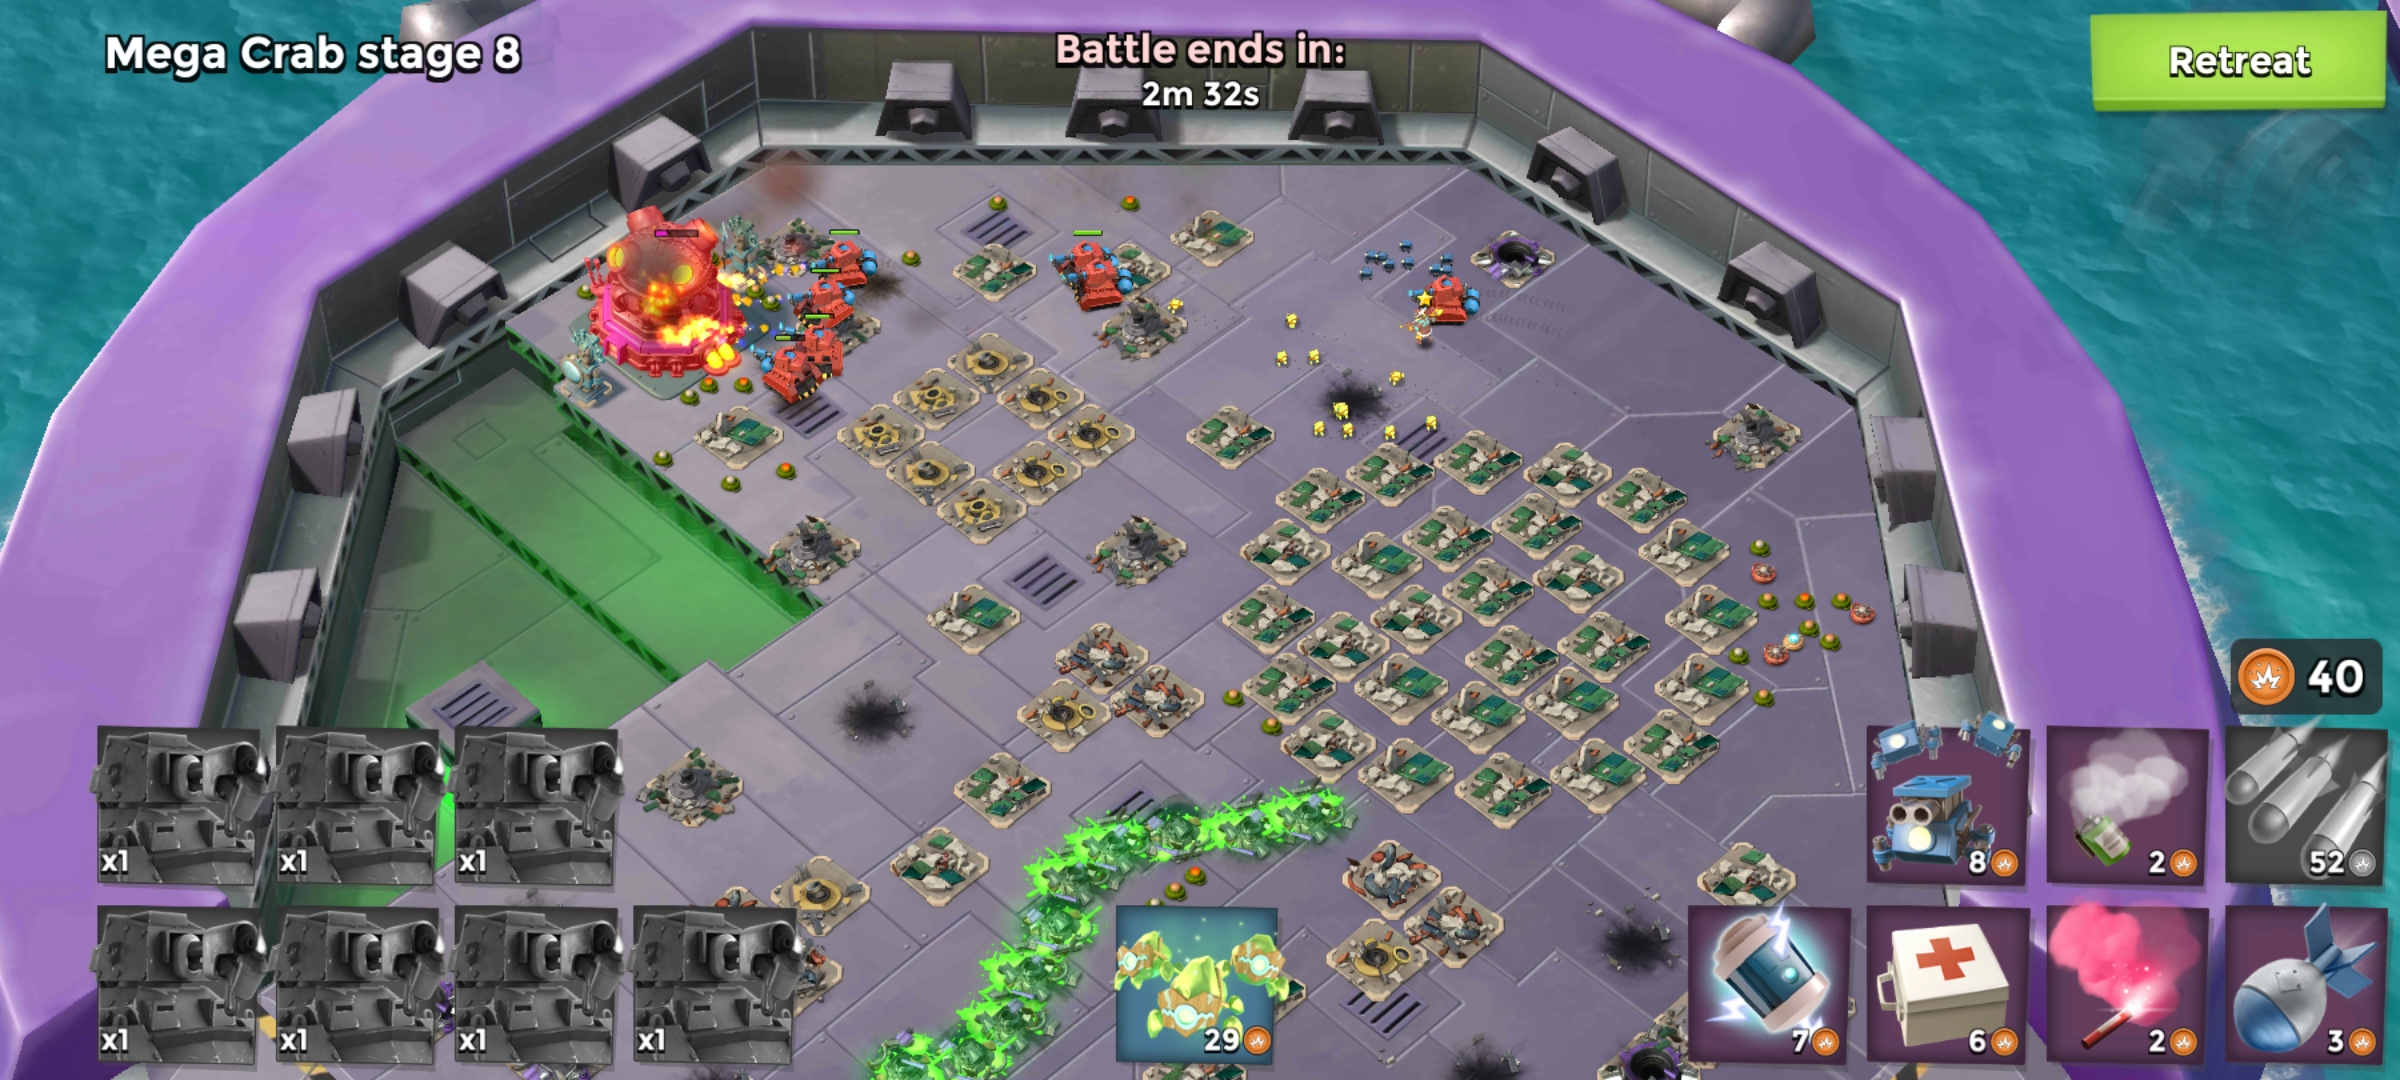 Mega Crab stage 8
Battle ends in:
2m 32s
Retreat
40
x1
x1
x1
8
2
52
x1
x1
x1
x1
29
7
6
2
3